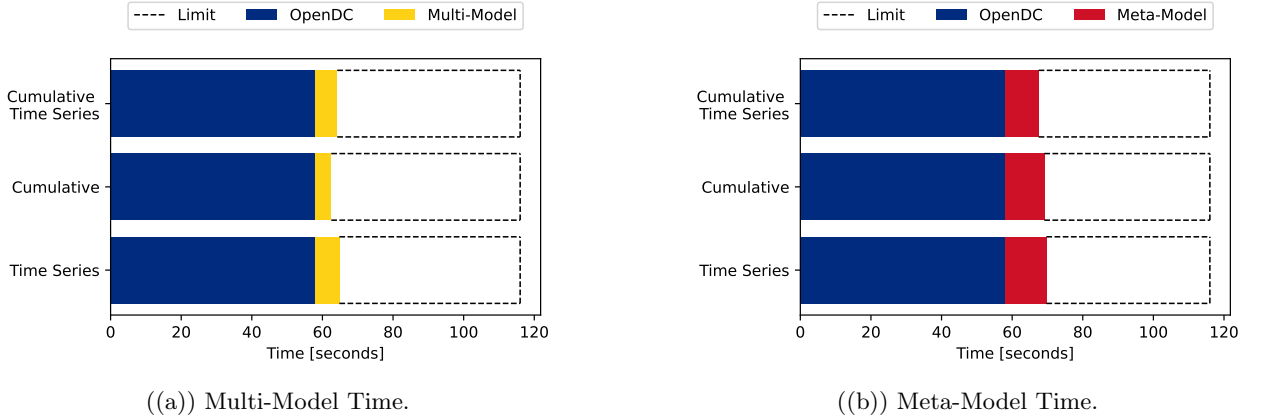 Limit OpenDC Multi-Model
Cumulative
Time Series
Cumulative
Time Series
0 20 40 60 80 100 120
Time [seconds]
((a)) Multi-Model Time.
Limit OpenDC Meta-Model
Cumulative
Time Series
Cumulative
Time Series
0 20 40 60 80 100 120
Time [seconds]
((b)) Meta-Model Time.